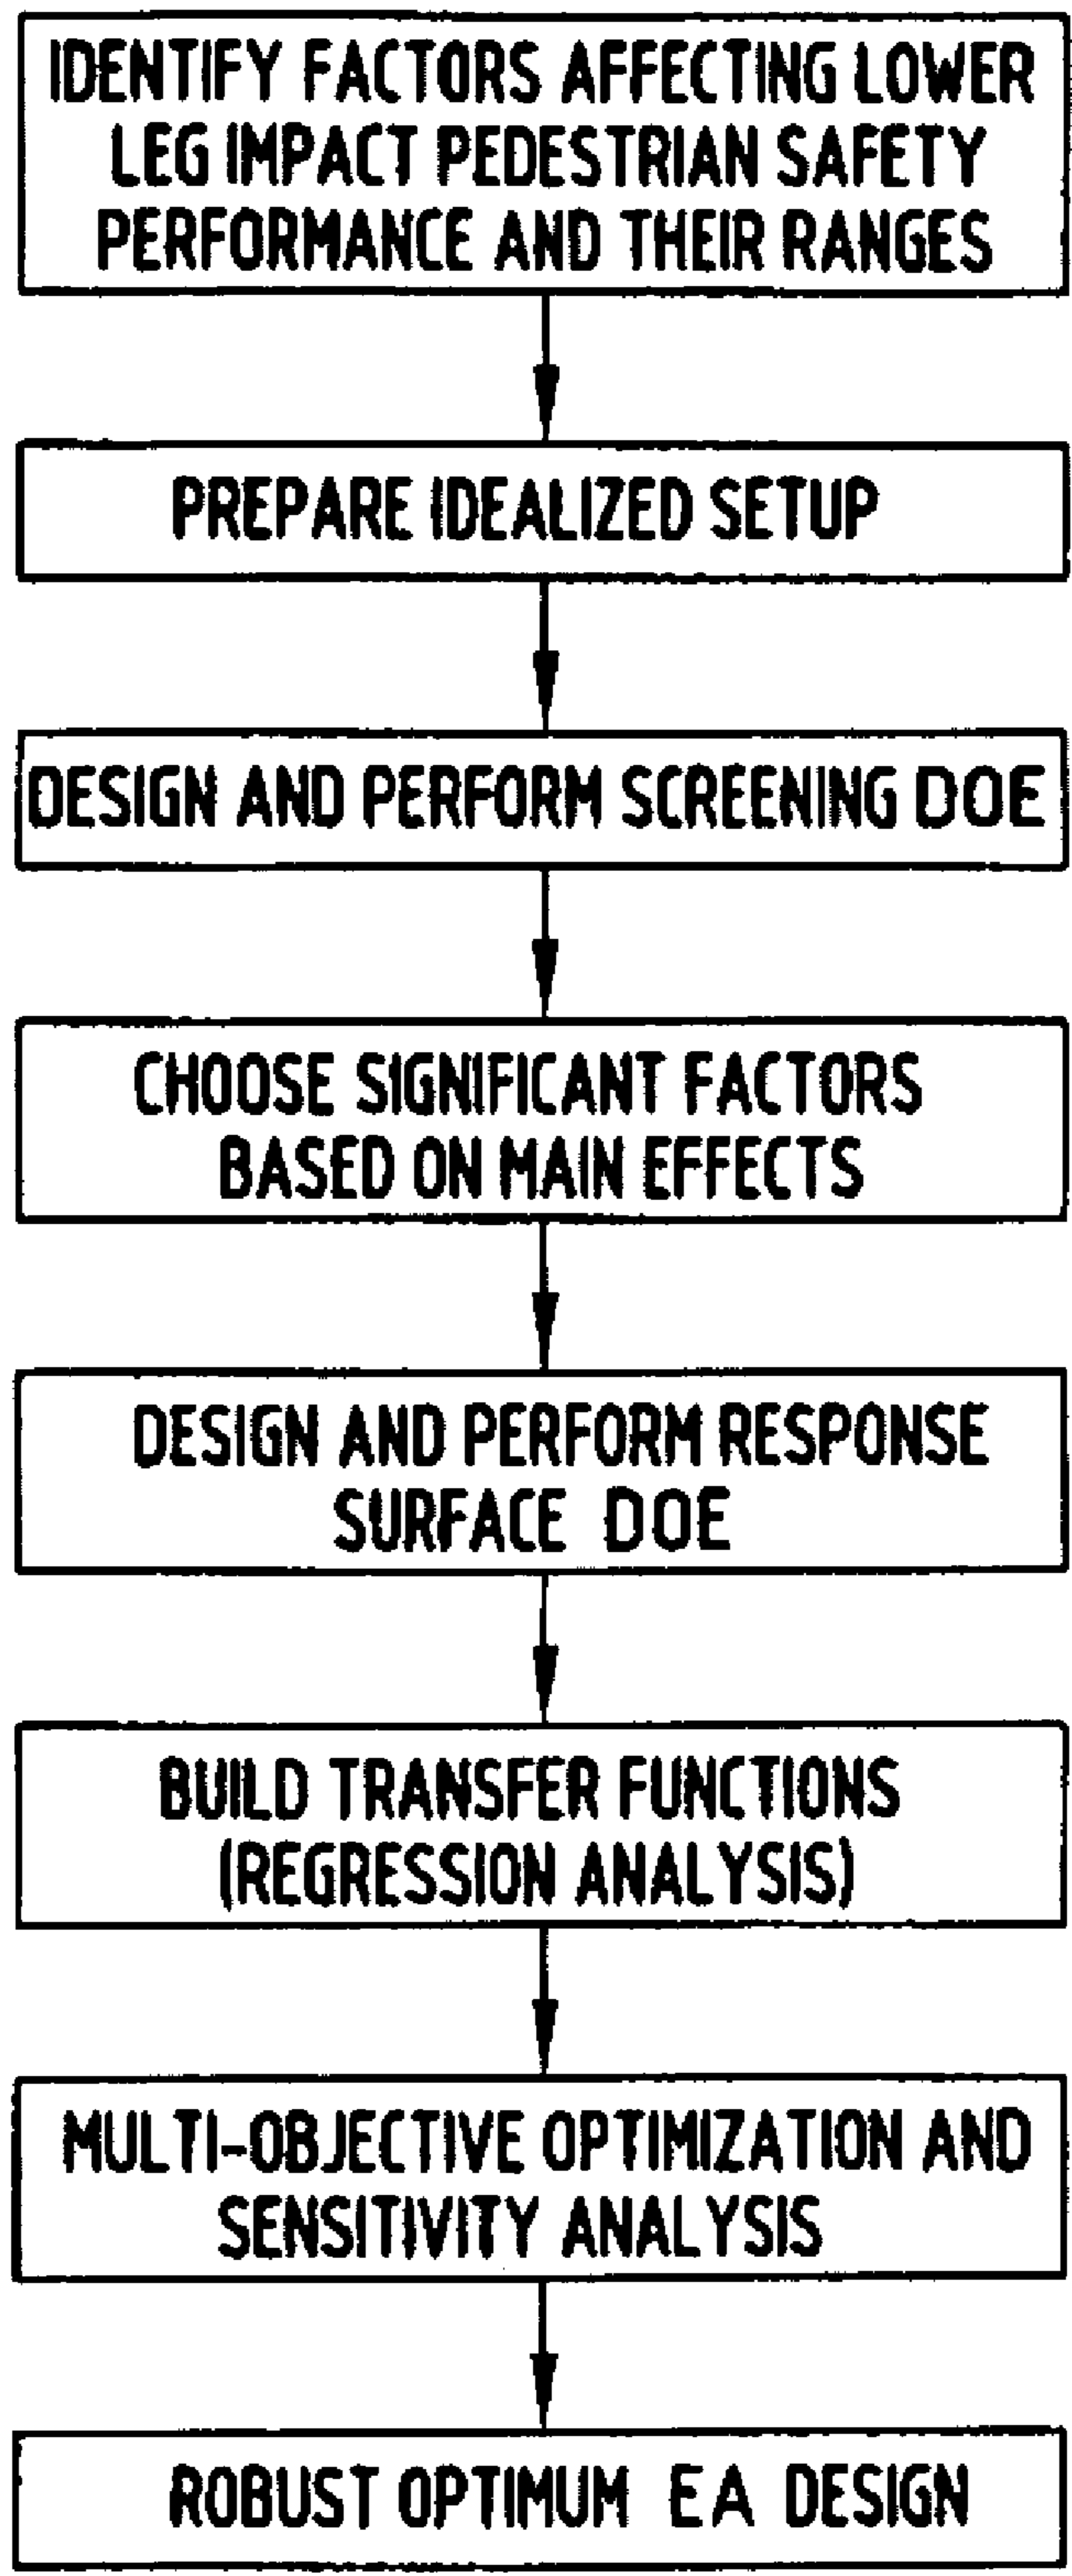 IDENTIFY FACTORS AFFECTING LOWER
LEG IMPACT PEDESTRIAN SAFETY
PERFORMANCE AND THEIR RANGES
PREPARE IDEALIZED SETUP
DESIGN AND PERFORM SCREENING DOE
CHOOSE SIGNIFICANT FACTORS
BASED ON MAIN EFFECTS
DESIGN AND PERFORM RESPONSE
SURFACE DOE
BUILD TRANSFER FUNCTIONS
(REGRESSION ANALYSIS)
MULTI-OBJECTIVE OPTIMIZATION AND
SENSITIVITY ANALYSIS
ROBUST OPTIMUM EA DESIGN